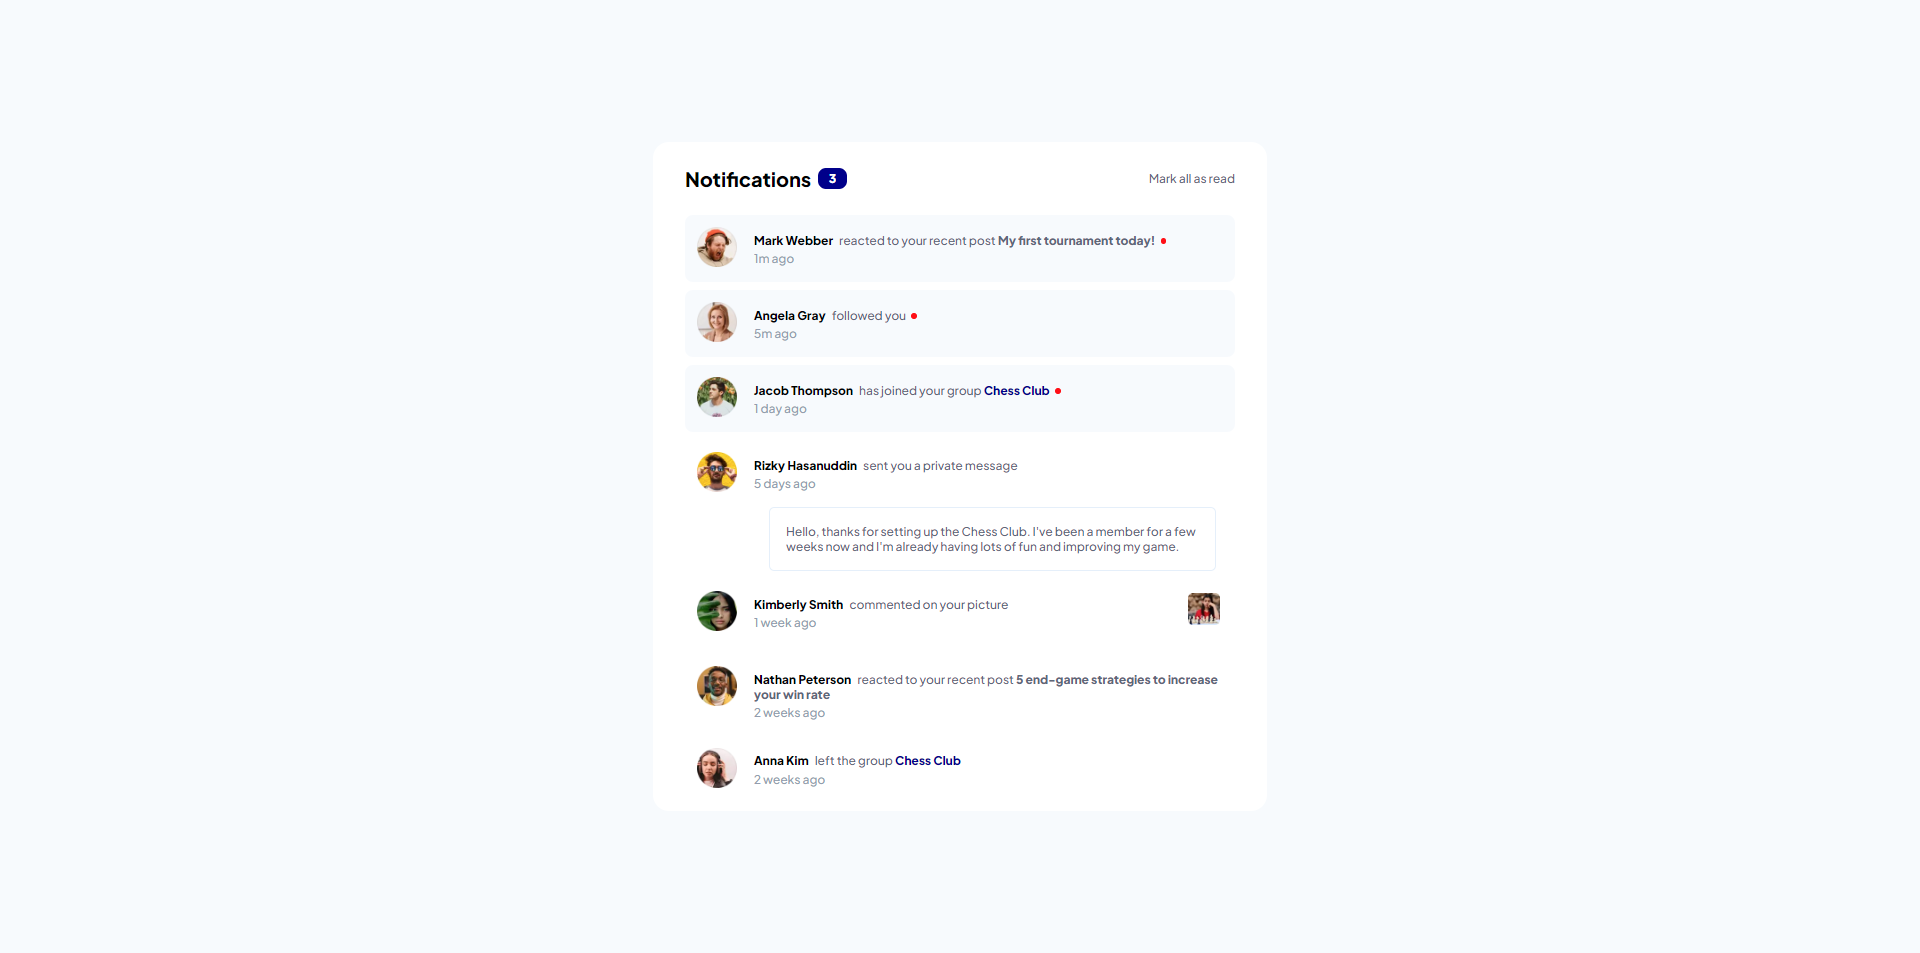 Notifications 3
Mark all as read
Mark Webber reacted to your recent post My first tournament today!
1m ago
Angela Gray followed you
5m ago
Jacob Thompson has joined your group Chess Club
1 day ago
Rizky Hasanuddin sent you a private message
5 days ago
Hello, thanks for setting up the Chess Club. I've been a member for a few
weeks now and I'm already having lots of fun and improving my game.
Kimberly Smith commented on your picture
1 week ago
Nathan Peterson reacted to your recent post 5 end-game strategies to increase
your win rate
2 weeks ago
Anna Kim left the group Chess Club
2 weeks ago